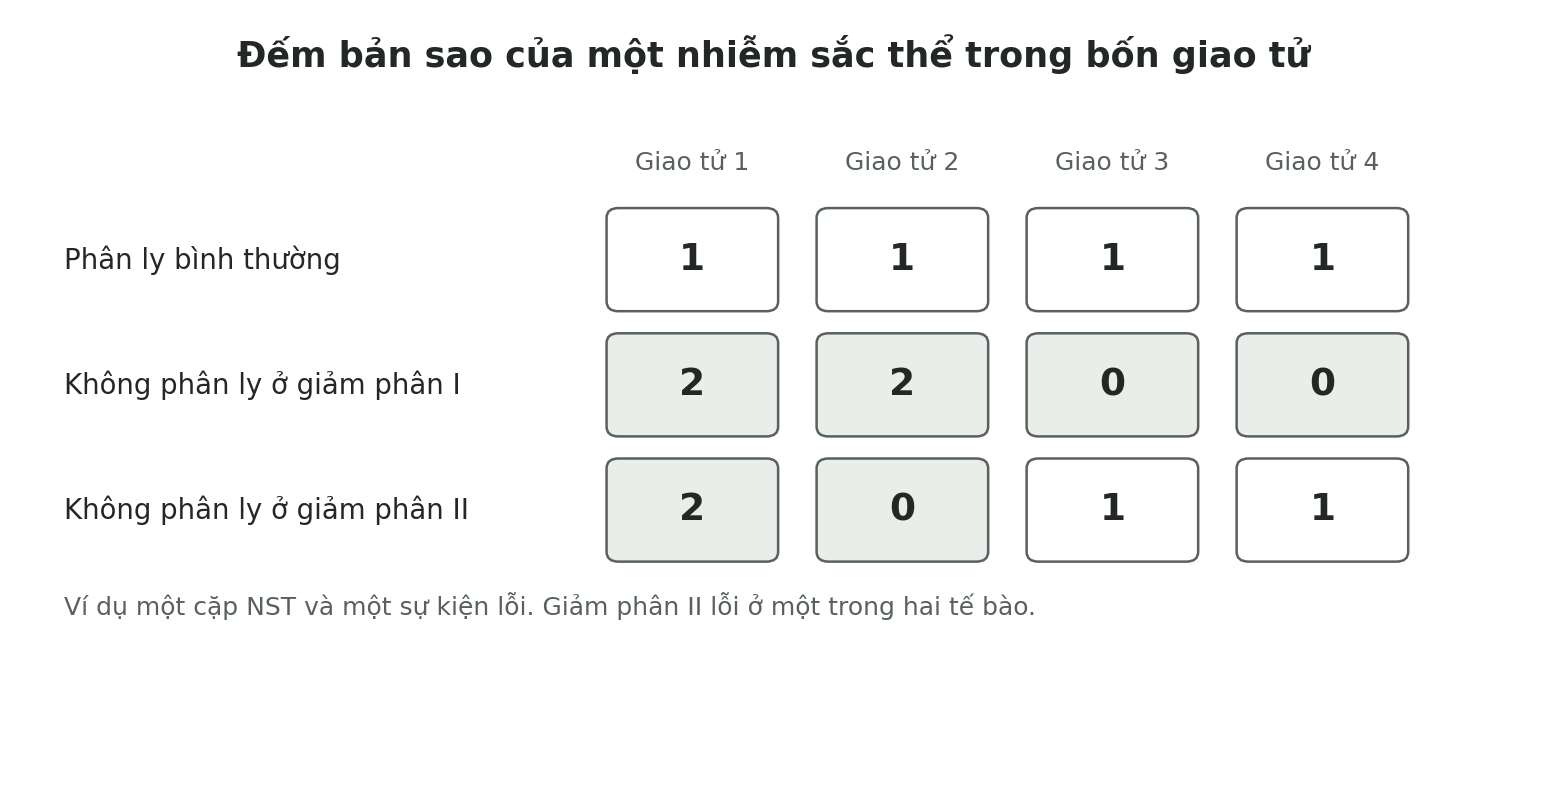 Đếm bản sao của một nhiễm sắc thể trong bốn giao tử
Giao tử 1 Giao tử 2 Giao tử 3 Giao tử 4
Phân ly bình thường 1 1 1 1
Không phân ly ở giảm phân I 2 2 0 0
Không phân ly ở giảm phân II 2 0 1 1
Ví dụ một cặp NST và một sự kiện lỗi. Giảm phân II lỗi ở một trong hai tế bào.